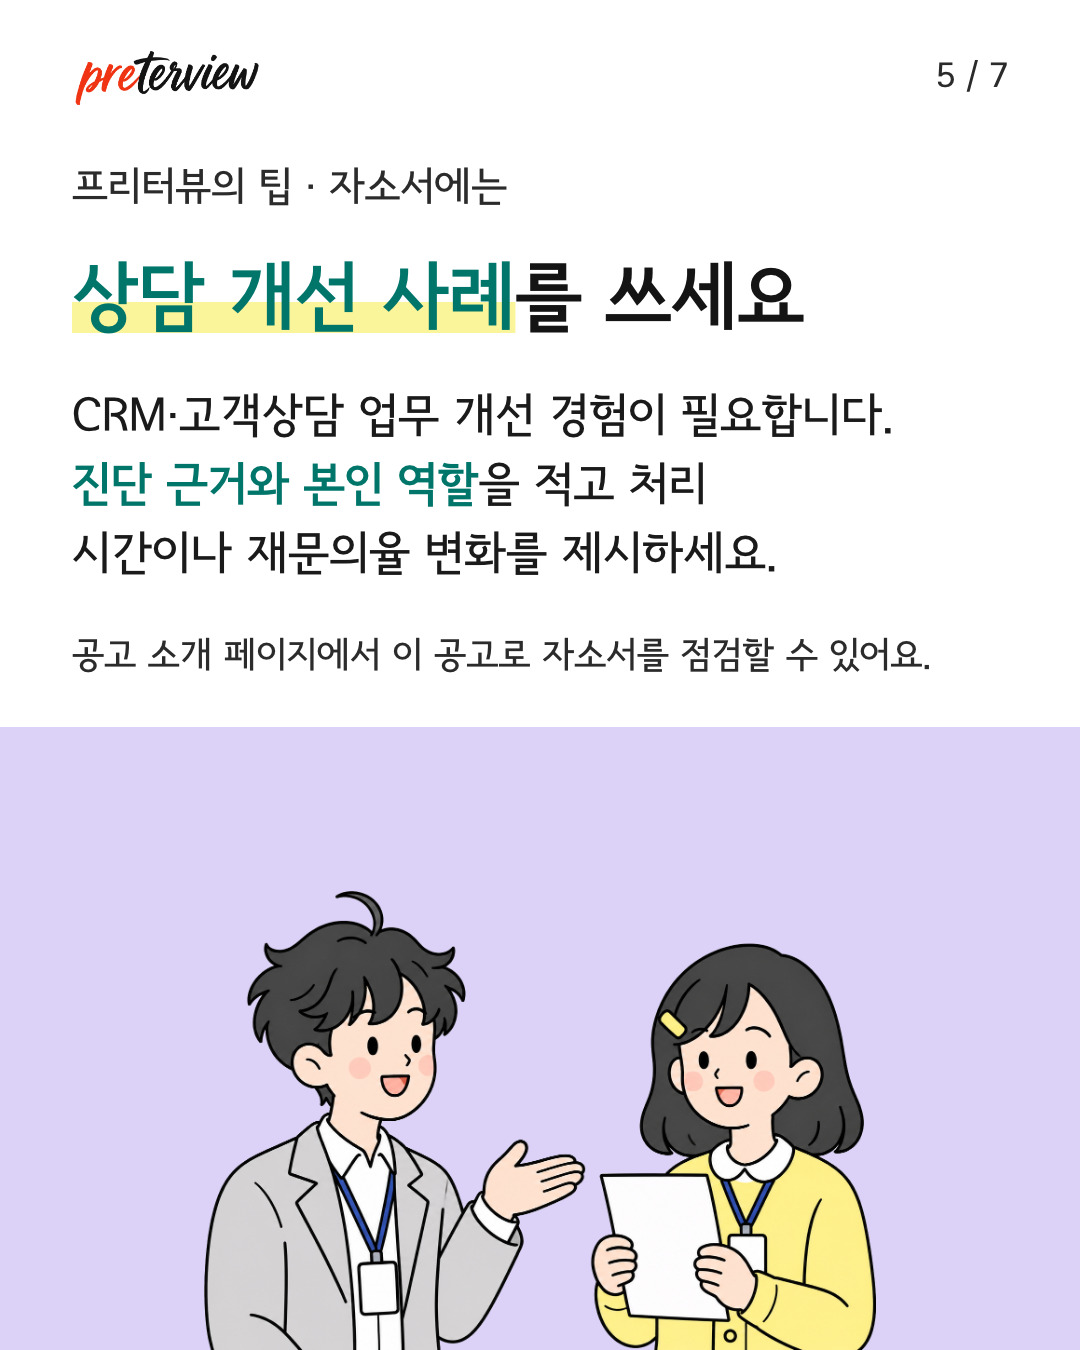 preterview
5 / 7
프리터뷰의 팁 · 자소서에는
상담 개선 사례를 쓰세요
CRM·고객상담 업무 개선 경험이 필요합니다.
진단 근거와 본인 역할을 적고 처리
시간이나 재문의율 변화를 제시하세요.
공고 소개 페이지에서 이 공고로 자소서를 점검할 수 있어요.